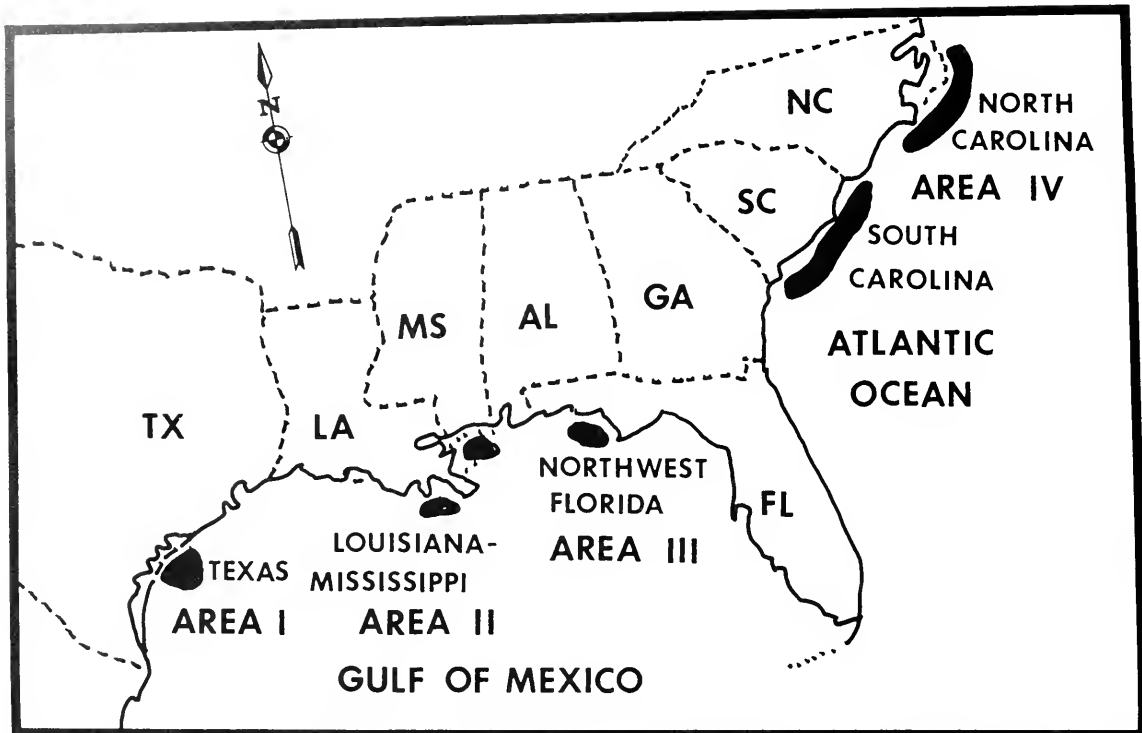 N
NC
NORTH
CAROLINA
AREA IV
SC
SOUTH
CAROLINA
MS
AL
GA
ATLANTIC
OCEAN
TX
LA
NORTHWEST
FLORIDA
AREA III
FL
LOUISIANA-
MISSISSIPPI
AREA II
TEXAS
AREA I
GULF OF MEXICO